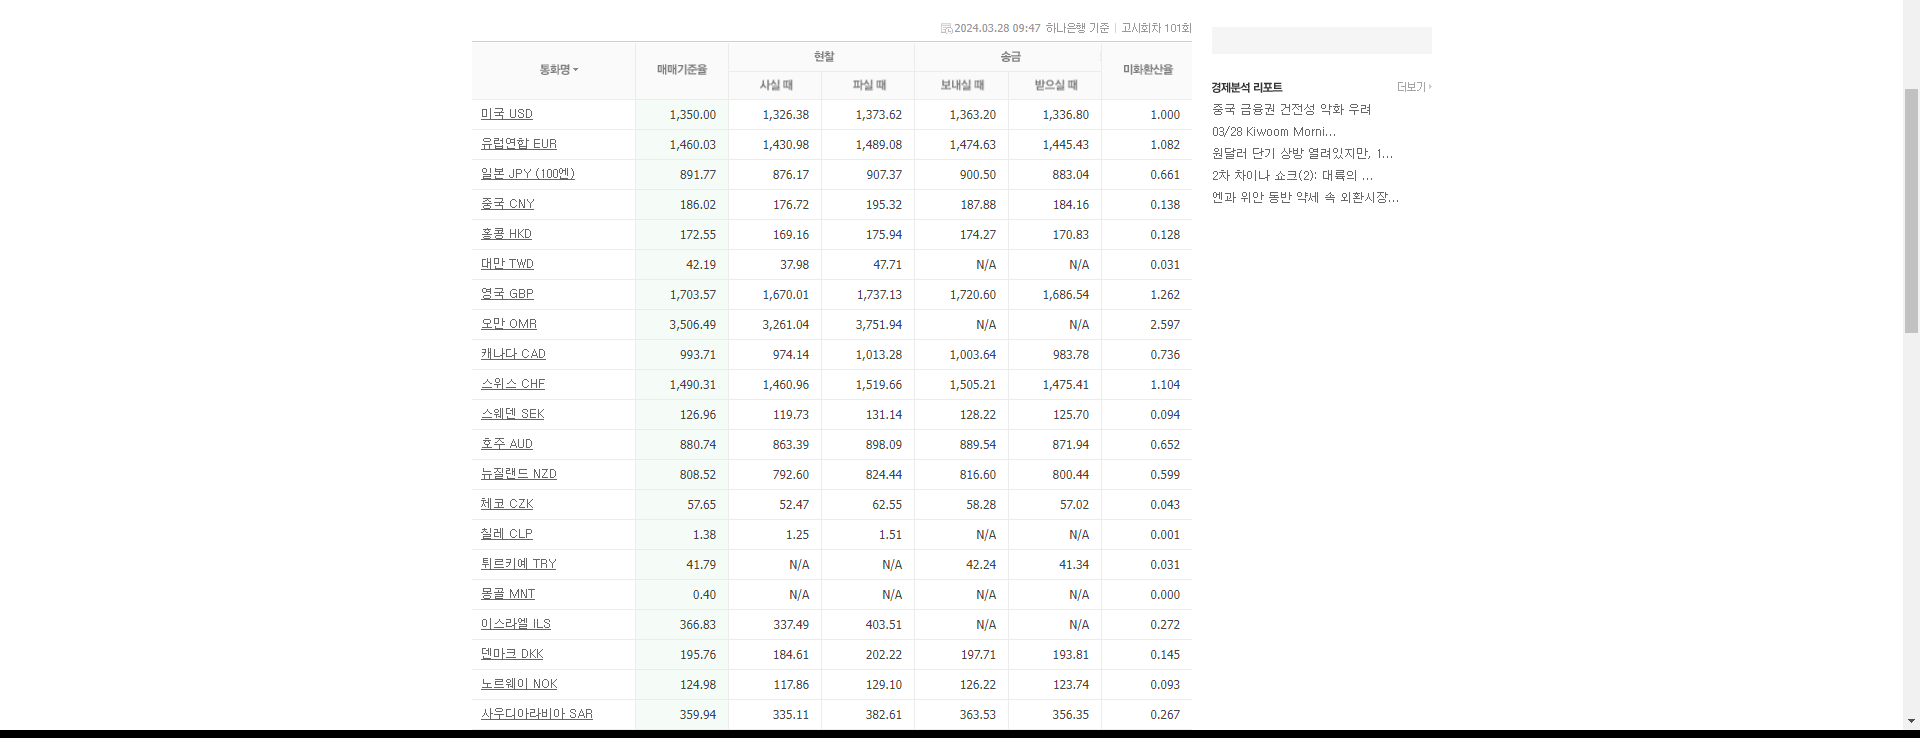 2024.03.28 09:47 하나은행 기준 | 고시회차 101회
통화명 매매기준율 현찰 송금 미화환산율
사실 때 파실 때 보내실 때 받으실 때
미국 USD 1,350.00 1,326.38 1,373.62 1,363.20 1,336.80 1.000
유럽연합 EUR 1,460.03 1,430.98 1,489.08 1,474.63 1,445.43 1.082
일본 JPY (100엔) 891.77 876.17 907.37 900.50 883.04 0.661
중국 CNY 186.02 176.72 195.32 187.88 184.16 0.138
홍콩 HKD 172.55 169.16 175.94 174.27 170.83 0.128
대만 TWD 42.19 37.98 47.71 N/A N/A 0.031
영국 GBP 1,703.57 1,670.01 1,737.13 1,720.60 1,686.54 1.262
오만 OMR 3,506.49 3,261.04 3,751.94 N/A N/A 2.597
캐나다 CAD 993.71 974.14 1,013.28 1,003.64 983.78 0.736
스위스 CHF 1,490.31 1,460.96 1,519.66 1,505.21 1,475.41 1.104
스웨덴 SEK 126.96 119.73 131.14 128.22 125.70 0.094
호주 AUD 880.74 863.39 898.09 889.54 871.94 0.652
뉴질랜드 NZD 808.52 792.60 824.44 816.60 800.44 0.599
체코 CZK 57.65 52.47 62.55 58.28 57.02 0.043
칠레 CLP 1.38 1.25 1.51 N/A N/A 0.001
튀르키예 TRY 41.79 N/A N/A 42.24 41.34 0.031
몽골 MNT 0.40 N/A N/A N/A N/A 0.000
이스라엘 ILS 366.83 337.49 403.51 N/A N/A 0.272
덴마크 DKK 195.76 184.61 202.22 197.71 193.81 0.145
노르웨이 NOK 124.98 117.86 129.10 126.22 123.74 0.093
사우디아라비아 SAR 359.94 335.11 382.61 363.53 356.35 0.267
경제분석 리포트 더보기
중국 금융권 건전성 악화 우려
03/28 Kiwoom Morni...
원달러 단기 상방 열려있지만, 1...
2차 차이나 쇼크(2): 대륙의 ...
엔과 위안 동반 약세 속 외환시장...